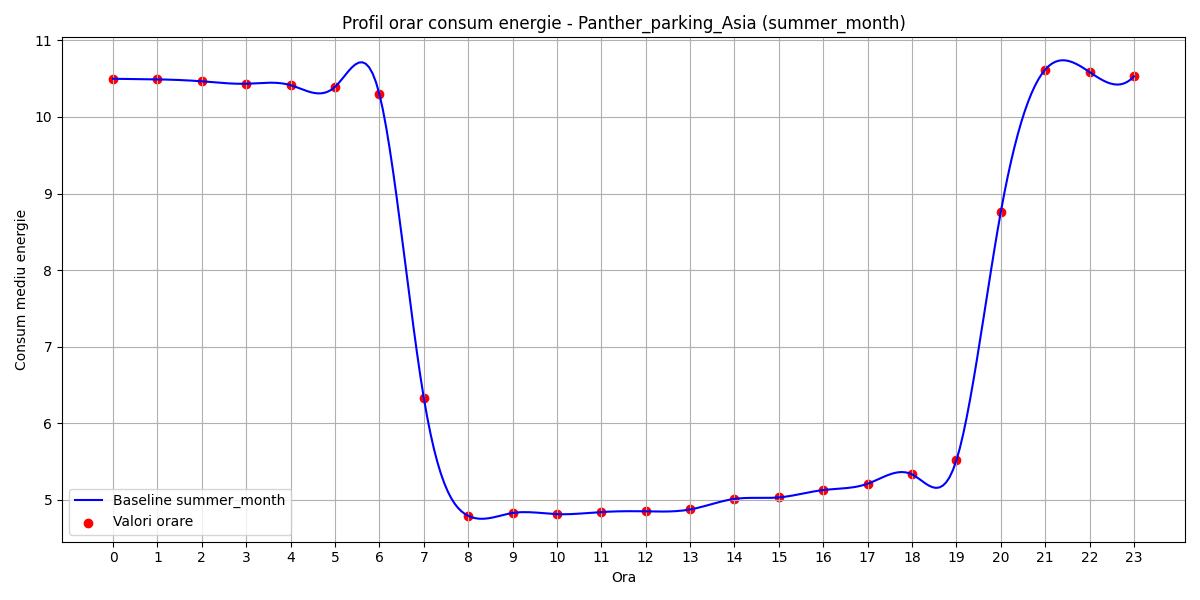 Profil orar consum energie - Panther_parking_Asia (summer_month)
Consum mediu energie
11
10
9
8
7
6
5
Baseline summer_month
Valori orare
0 1 2 3 4 5 6 7 8 9 10 11 12 13 14 15 16 17 18 19 20 21 22 23
Ora